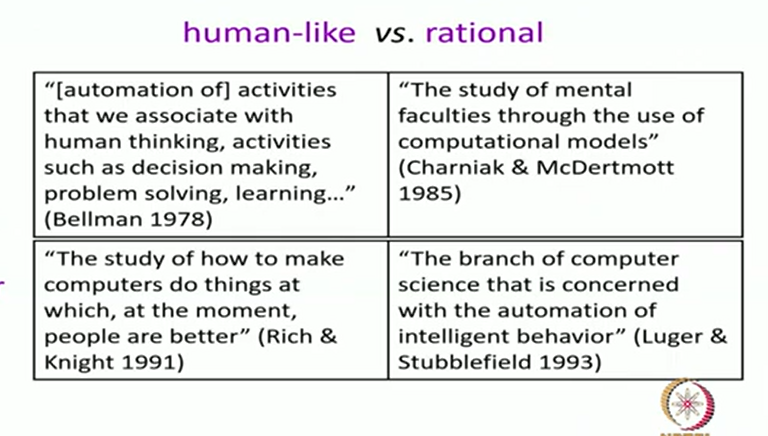 human-like vs. rational
“[automation of] activities
that we associate with
human thinking, activities
such as decision making,
problem solving, learning...”
(Bellman 1978)
“The study of mental
faculties through the use of
computational models”
(Charniak & McDertmott
1985)
“The study of how to make
computers do things at
which, at the moment,
people are better” (Rich &
Knight 1991)
“The branch of computer
science that is concerned
with the automation of
intelligent behavior” (Luger &
Stubblefield 1993)